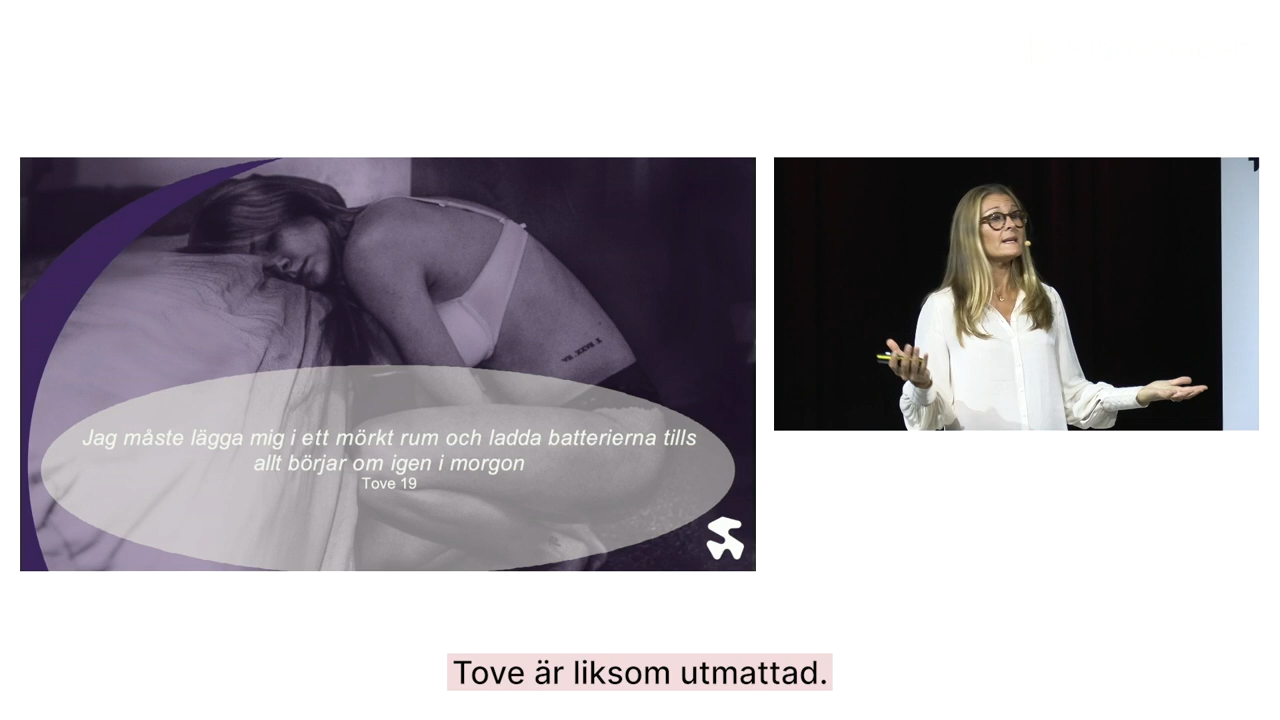 Jag måste lägga mig i ett mörkt rum och ladda batterierna tills
allt börjar om igen i morgon
Tove 19
Tove är liksom utmattad.